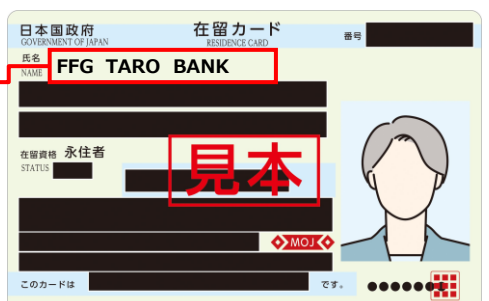 日本国政府 在留カード 番号
GOVERNMENT OF JAPAN RESIDENCE CARD
氏名 FFG TARO BANK
NAME
在留資格 永住者
STATUS
見本
MOJ
このカードは です。